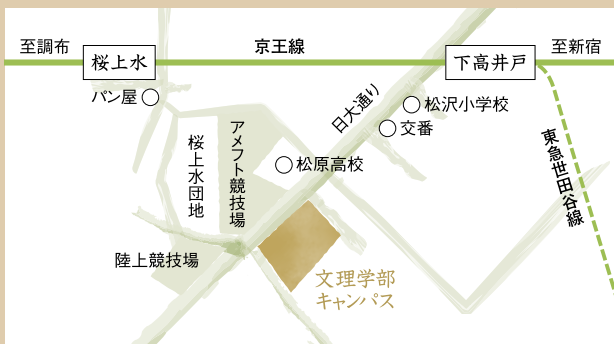 至調布
桜上水
京王線
下高井戸
至新宿
パン屋
日大通り
松沢小学校
交番
アメフト競技場
桜上水団地
松原高校
東急世田谷線
陸上競技場
文理学部
キャンパス